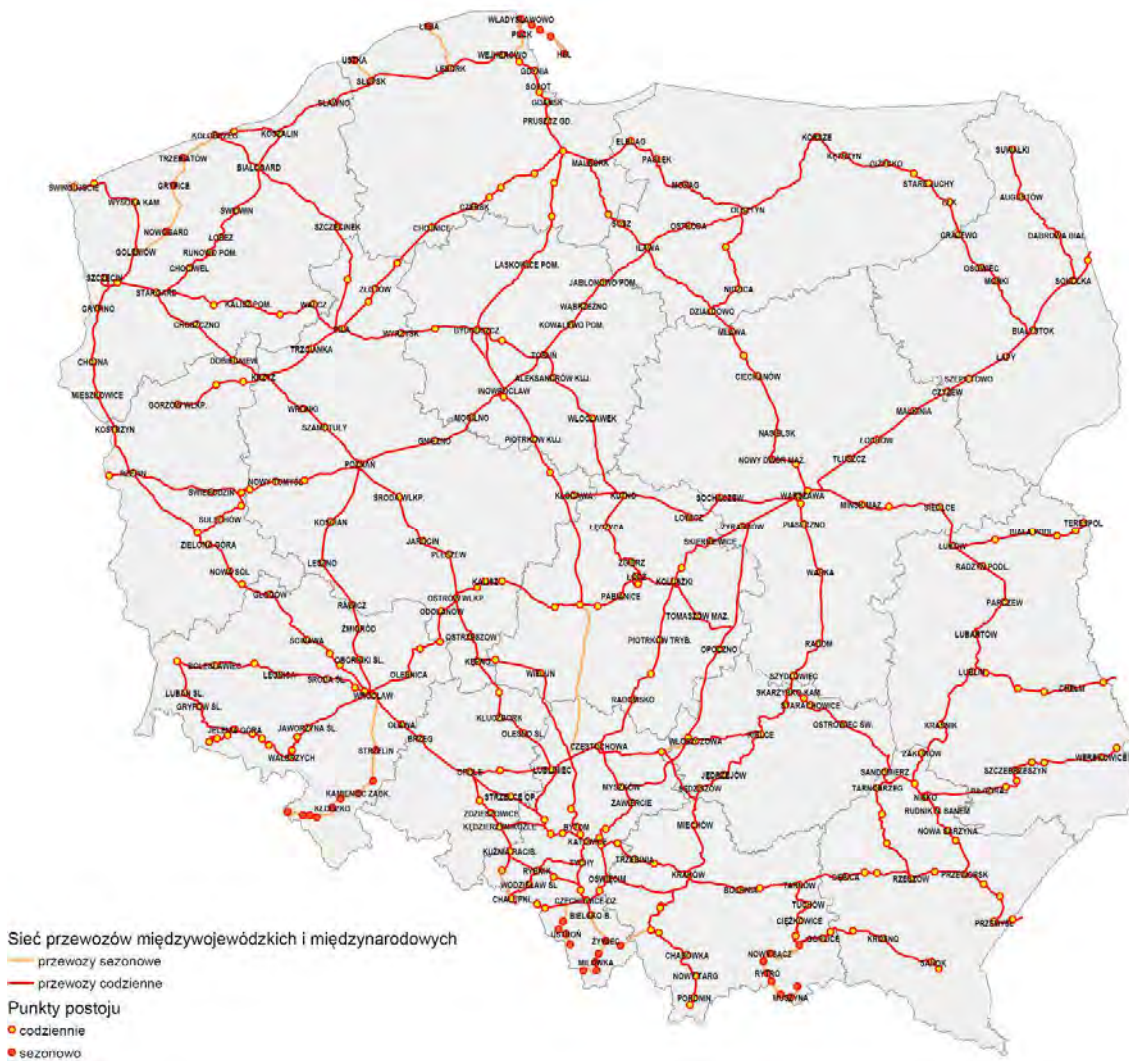 WŁADYSŁAWOWO
ŁEBA
PUCK
HEL
USTKA
WEJHEROWO
LĘBORK
GDYNIA
SŁUPSK
SOPOT
GDAŃSK
SŁAWNO
PRUSZCZ GD.
KOŁOBRZEG
KOSZALIN
ELBLĄG
KORSZE
TRZEBIATÓW
BIAŁOGARD
MALBORK
PASŁĘK
KĘTRZYN
GIŻYCKO
SUWAŁKI
ŚWINOUJŚCIE
GRYFICE
MORĄG
STARE JUCHY
AUGUSTÓW
WYSOKA KAM.
ŚWIDWIN
CZERSK
OLSZTYN
EŁK
NOWOGARD
ŁOBEZ
SZCZECINEK
CHOJNICE
IŁAWA
OSTRÓDA
GRAJEWO
DĄBROWA BIAŁ.
GOLENIÓW
RUNOWO POM.
LASKOWICE POM.
OSOWIEC
SZCZECIN
CHOCIWEL
ZŁOTÓW
JABŁONOWO POM.
NIDZICA
MOŃKI
SOKÓŁKA
STARGARD
KALISZ POM.
WAŁCZ
WĄBRZEŹNO
DZIAŁDOWO
GRYFINO
CHOSZCZNO
PIŁA
WYRZYSK
BYDGOSZCZ
KOWALEWO POM.
MŁAWA
BIAŁYSTOK
TRZCIANKA
TORUŃ
ŁAPY
CHOJNA
DOBIEGNIEW
KRZYŻ
ALEKSANDRÓW KUJ.
CIECHANÓW
SZEPIETOWO
MIESZKOWICE
GORZÓW WLKP.
WRONKI
INOWROCŁAW
CZYŻEW
KOSTRZYN
SZAMOTUŁY
MOGILNO
WŁOCŁAWEK
MAŁKINIA
GNIEZNO
PIOTRKÓW KUJ.
NASIELSK
ŁOCHÓW
RZEPIN
POZNAŃ
NOWY DWÓR MAZ.
TŁUSZCZ
NOWY TOMYŚL
ŚWIEBODZIN
ŚRODA WLKP.
KŁODAWA
KUTNO
SOCHACZEW
WARSZAWA
MIŃSK MAZ.
SIEDLCE
SULECHÓW
KOŚCIAN
ŁĘCZYCA
ŁOWICZ
ŻYRARDÓW
PIASECZNO
TERESPOL
ZIELONA GÓRA
JAROCIN
SKIERNIEWICE
ŁUKÓW
BIAŁA PODL.
NOWA SÓL
LESZNO
PLESZEW
ZGIERZ
ŁÓDŹ
KOLUSZKI
WARKA
RADZYŃ PODL.
GŁOGÓW
RAWICZ
OSTRÓW WLKP.
KALISZ
PABIANICE
PARCZEW
ODOLANÓW
TOMASZÓW MAZ.
ŻMIGRÓD
OSTRZESZÓW
PIOTRKÓW TRYB.
OPOCZNO
RADOM
LUBARTÓW
ŚCINAWA
OBORNIKI ŚL.
KĘPNO
WIELUŃ
SZYDŁOWIEC
BOLESŁAWIEC
LEGNICA
ŚRODA ŚL.
OLEŚNICA
LUBLIN
CHEŁM
LUBAŃ ŚL.
WROCŁAW
RADOMSKO
SKARŻYSKO KAM.
STARACHOWICE
GRYFÓW ŚL.
OŁAWA
KLUCZBORK
OSTROWIEC ŚW.
KRAŚNIK
JELENIA GÓRA
JAWORZYNA ŚL.
BRZEG
OLESNO ŚL.
CZĘSTOCHOWA
WŁOSZCZOWA
KIELCE
ZAKLIKÓW
WAŁBRZYCH
STRZELIN
OPOLE
LUBLINIEC
JĘDRZEJÓW
SANDOMIERZ
SZCZEBRZESZYN
WERBKOWICE
KAMIENIEC ZĄBK.
STRZELCE OP.
MYSZKÓW
ZAWIERCIE
SĘDZISZÓW
TARNOBRZEG
NISKO
KŁODZKO
ZDZIESZOWICE
RUDNIK N. SANEM
KĘDZIERZYN KOŹLE
BYTOM
MIECHÓW
NOWA SARZYNA
KUŹNIA RACIB.
KATOWICE
TYCHY
TRZEBINIA
RYBNIK
OŚWIĘCIM
KRAKÓW
BOCHNIA
TARNÓW
DĘBICA
RZESZÓW
PRZEWORSK
WODZISŁAW ŚL.
CHAŁUPKI
CZECHOWICE-DZ.
TUCHÓW
BIELSKO-B.
CIĘŻKOWICE
PRZEMYŚL
USTROŃ
ŻYWIEC
GORLICE
KROSNO
MILÓWKA
CHABÓWKA
NOWY SĄCZ
SANOK
NOWY TARG
RYTRO
PORONIN
MUSZYNA
Sieć przewozów międzywojewódzkich i międzynarodowych
przewozy sezonowe
przewozy codzienne
Punkty postoju
codziennie
sezonowo